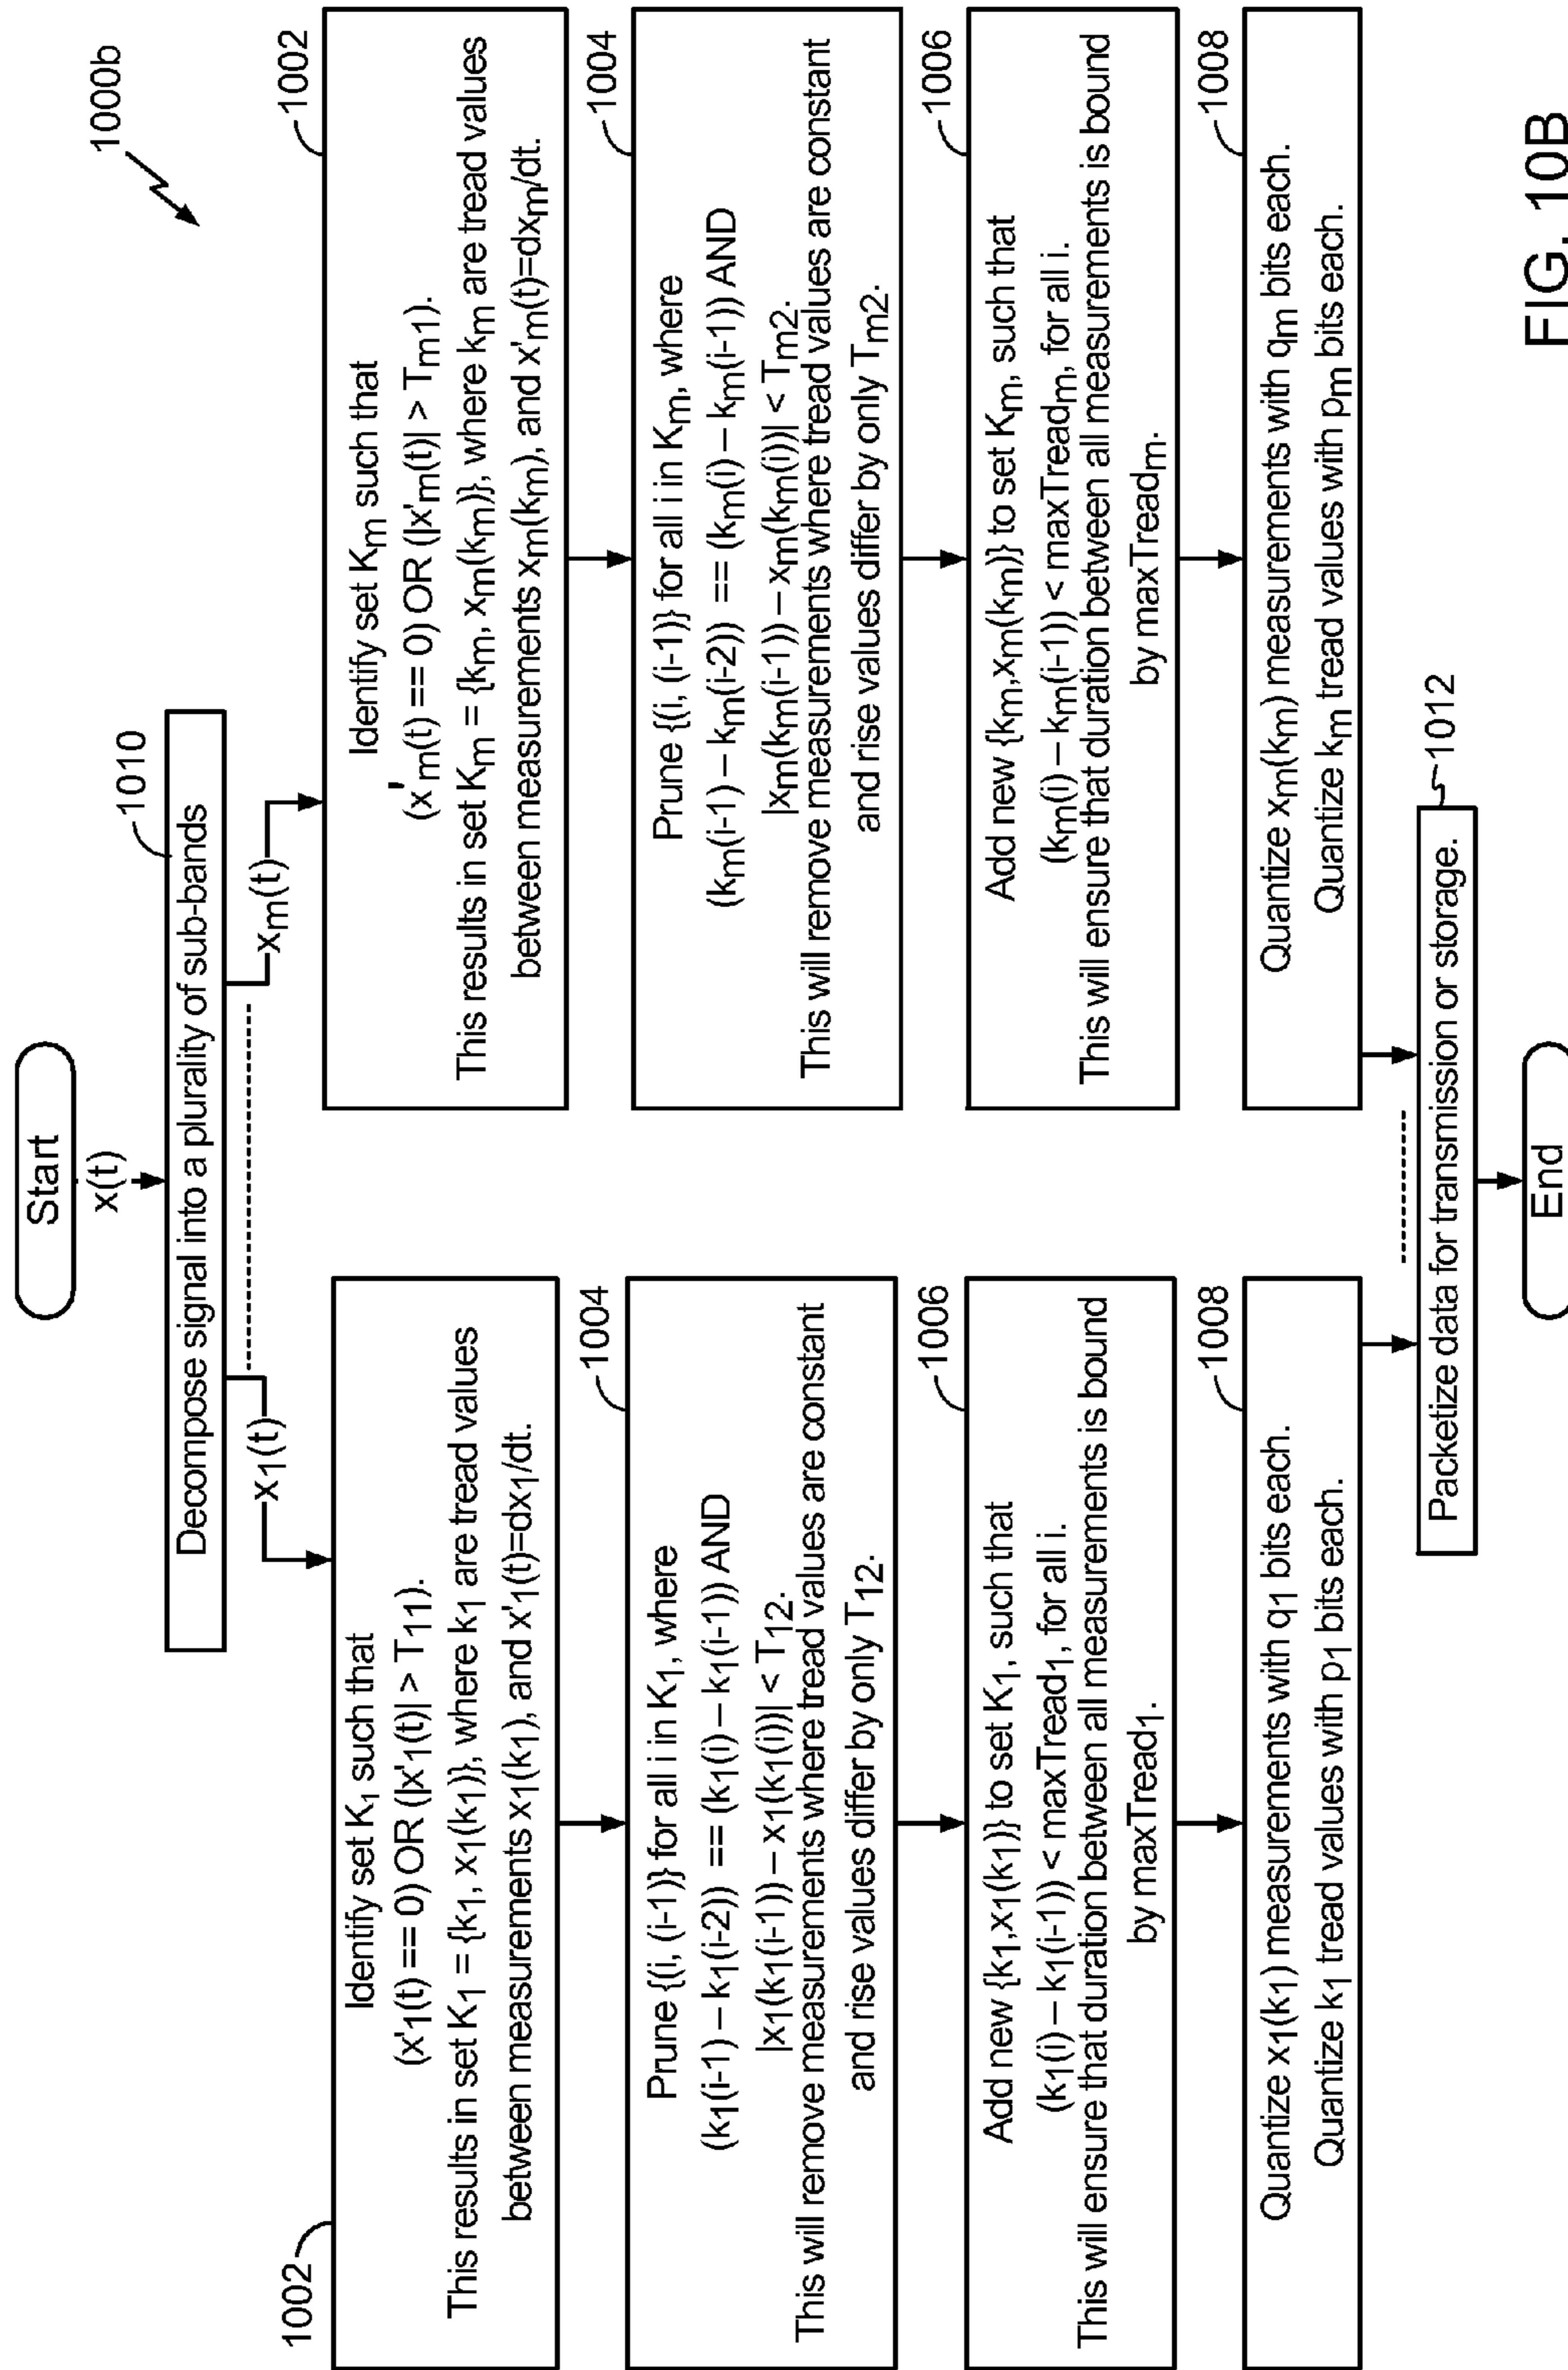 1000b
Start
x(t)
1010
Decompose signal into a plurality of sub-bands
x1(t)
xm(t)
1002
Identify set K1 such that
(x'1(t) == 0) OR (|x'1(t)| > T11).
This results in set K1 = {k1, x1(k1)}, where k1 are tread values
between measurements x1(k1), and x'1(t)=dx1/dt.
1004
Prune {(i, (i-1)} for all i in K1, where
(k1(i-1) – k1(i-2)) == (k1(i) – k1(i-1)) AND
|x1(k1(i-1)) – x1(k1(i))| < T12.
This will remove measurements where tread values are constant
and rise values differ by only T12.
1006
Add new {k1,x1(k1)} to set K1, such that
(k1(i) – k1(i-1)) < maxTread1, for all i.
This will ensure that duration between all measurements is bound
by maxTread1.
1008
Quantize x1(k1) measurements with q1 bits each.
Quantize k1 tread values with p1 bits each.
1002
Identify set Km such that
(x'm(t) == 0) OR (|x'm(t)| > Tm1).
This results in set Km = {km, xm(km)}, where km are tread values
between measurements xm(km), and x'm(t)=dxm/dt.
1004
Prune {(i, (i-1)} for all i in Km, where
(km(i-1) – km(i-2)) == (km(i) – km(i-1)) AND
|xm(km(i-1)) – xm(km(i))| < Tm2.
This will remove measurements where tread values are constant
and rise values differ by only Tm2.
1006
Add new {km,xm(km)} to set Km, such that
(km(i) – km(i-1)) < maxTreadm, for all i.
This will ensure that duration between all measurements is bound
by maxTreadm.
1008
Quantize xm(km) measurements with qm bits each.
Quantize km tread values with pm bits each.
1012
Packetize data for transmission or storage.
End
FIG. 10B